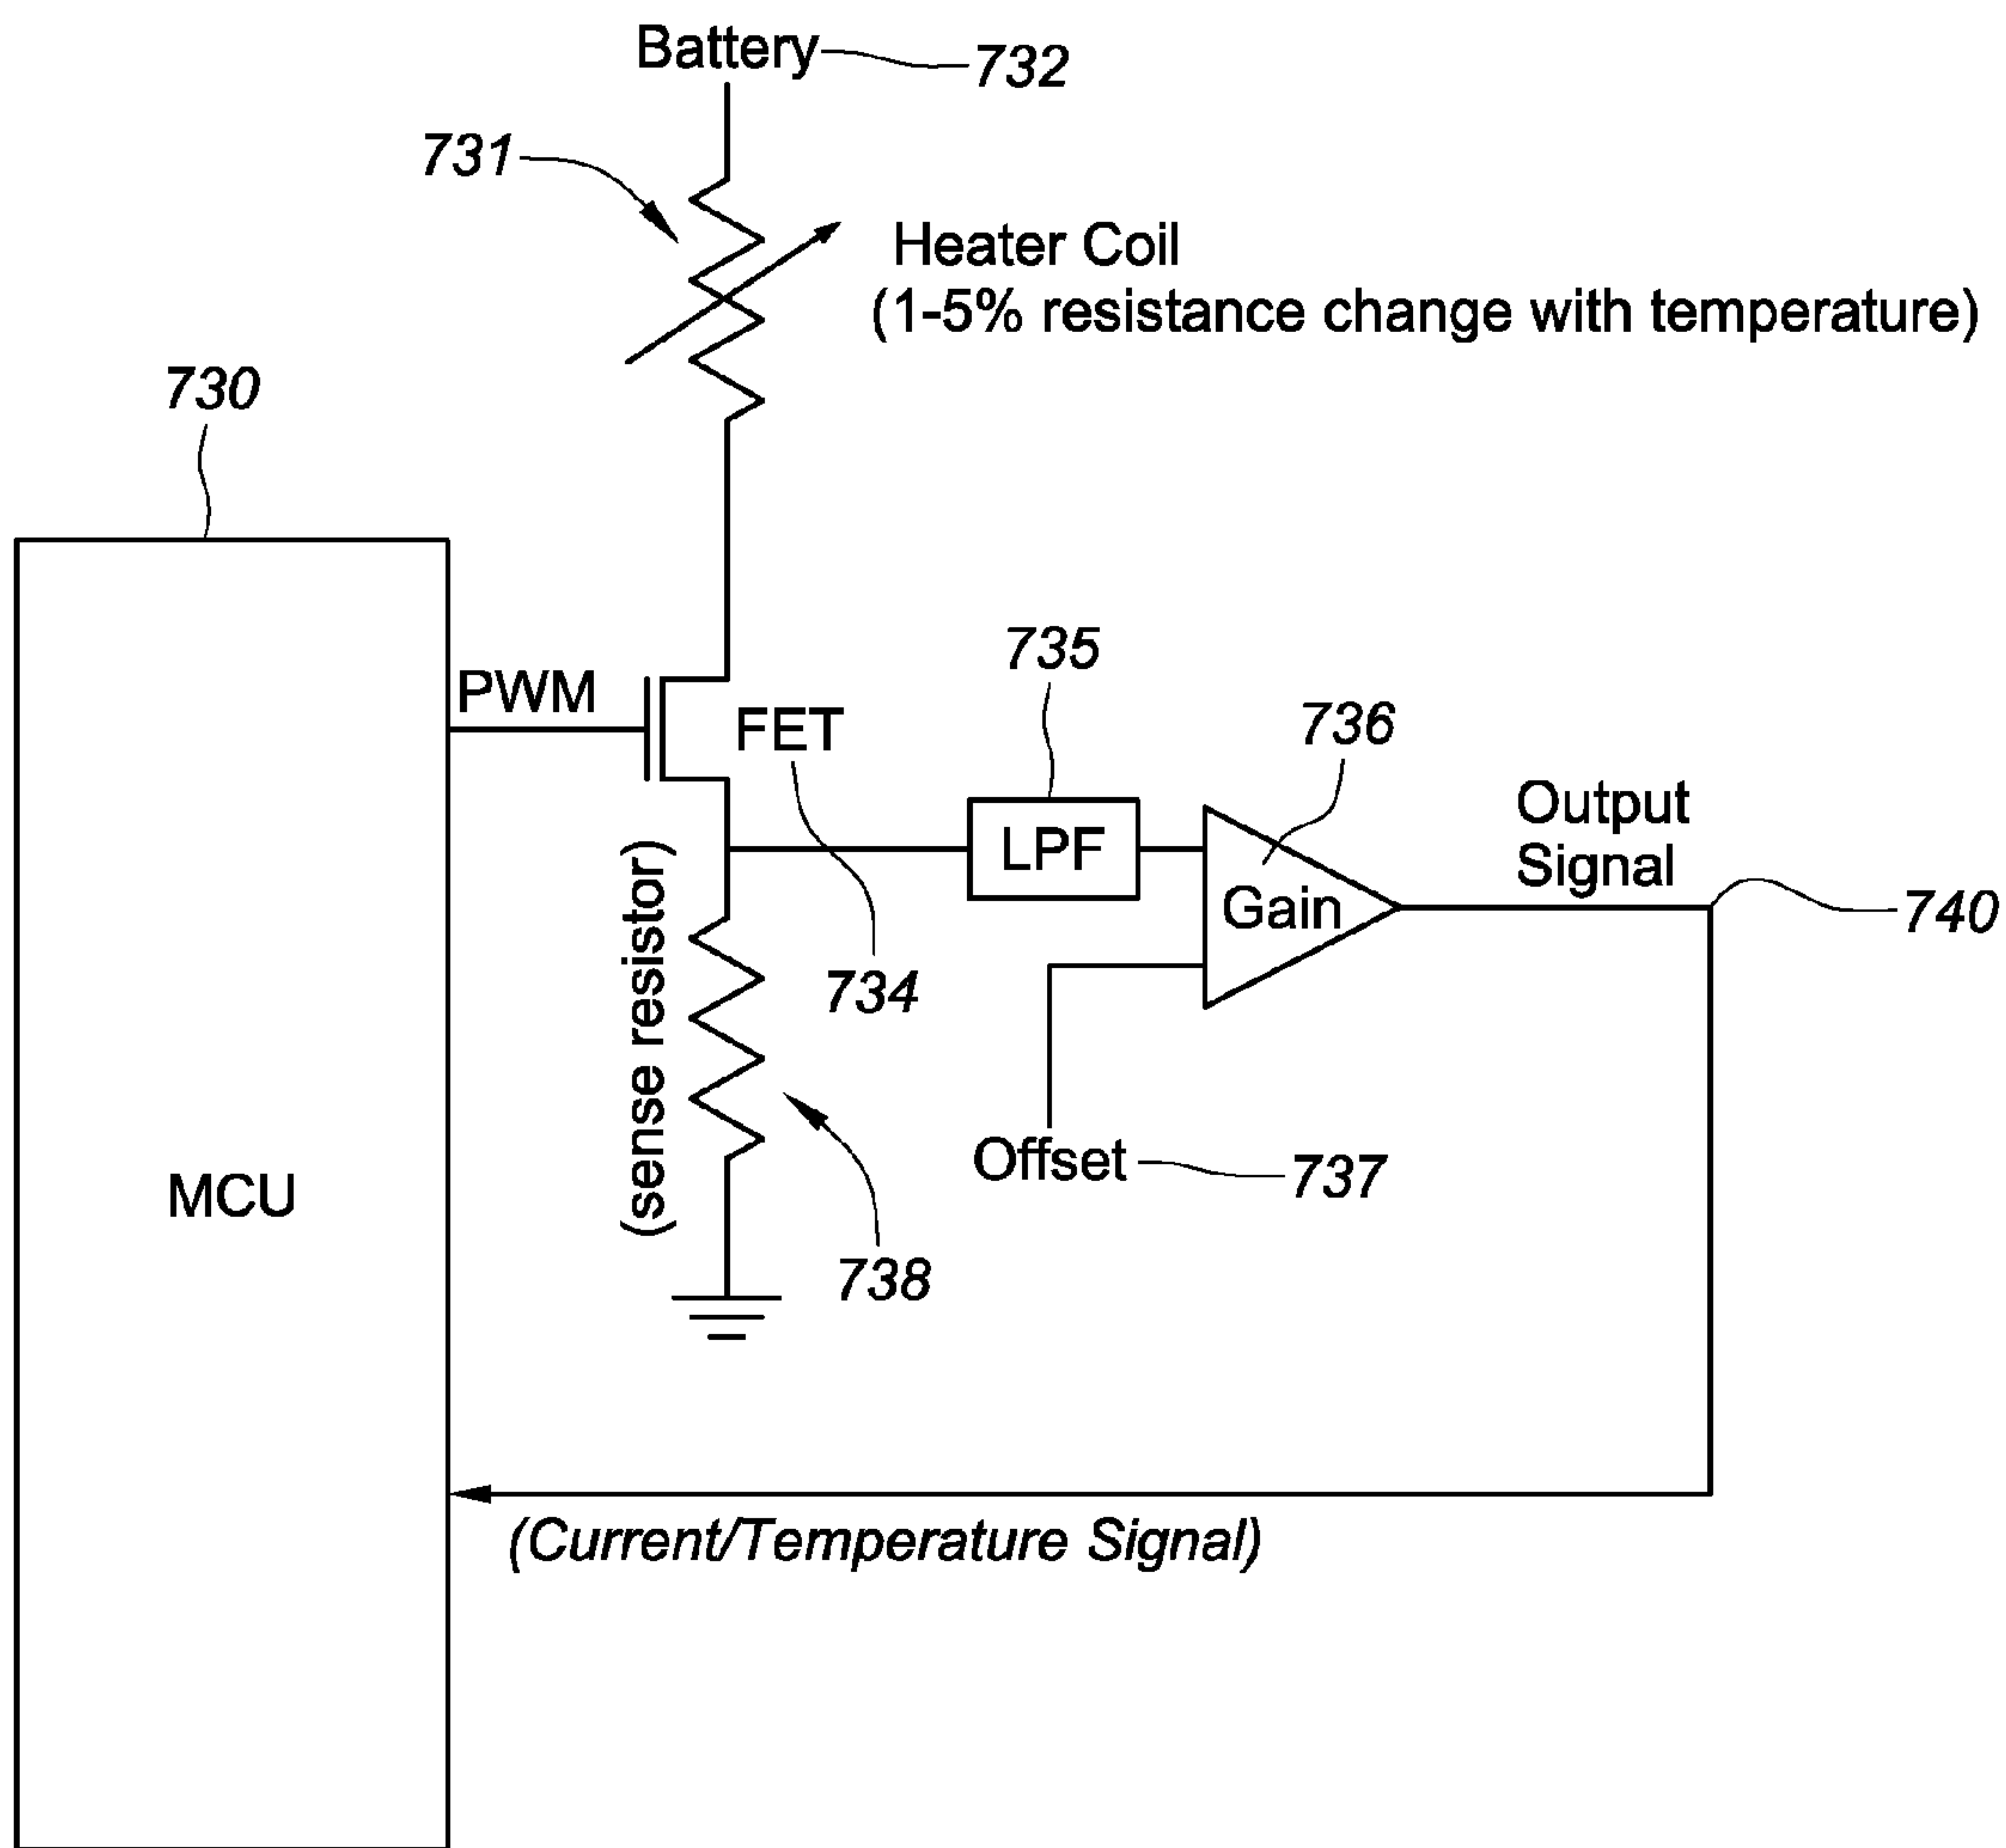 Battery
732
731
Heater Coil
(1-5% resistance change with temperature)
730
PWM
FET
735
LPF
736
Gain
Output
Signal
740
(sense resistor)
734
Offset
737
738
MCU
(Current/Temperature Signal)